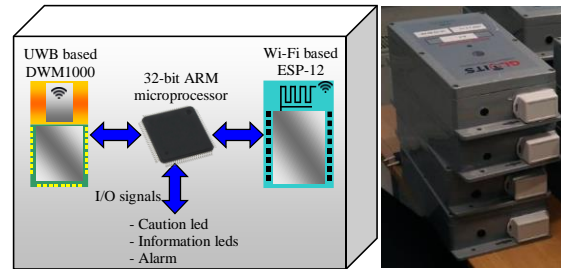 UWB based
DWM1000
32-bit ARM
microprocessor
Wi-Fi based
ESP-12
I/O signals
- Caution led
- Information leds
- Alarm